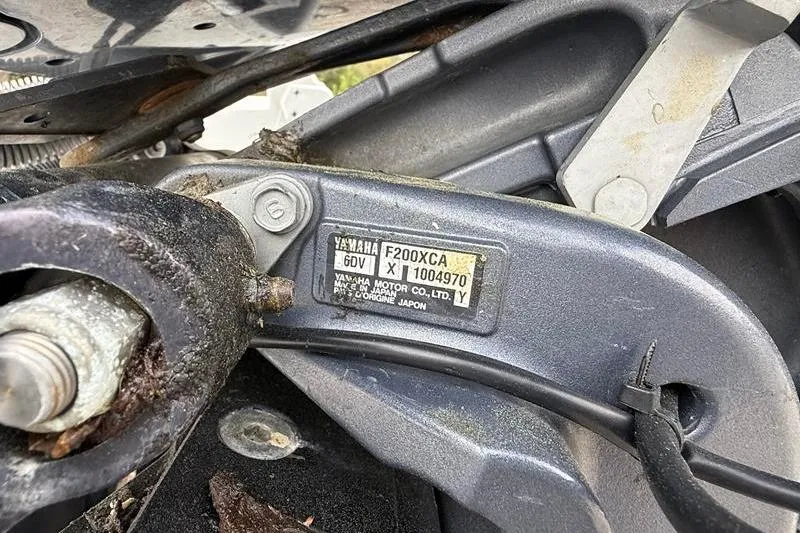 YAMAHA F200XCA
6DV X 1004970
YAMAHA MOTOR CO., LTD. Y
MADE IN JAPAN
PAYS D'ORIGINE JAPON